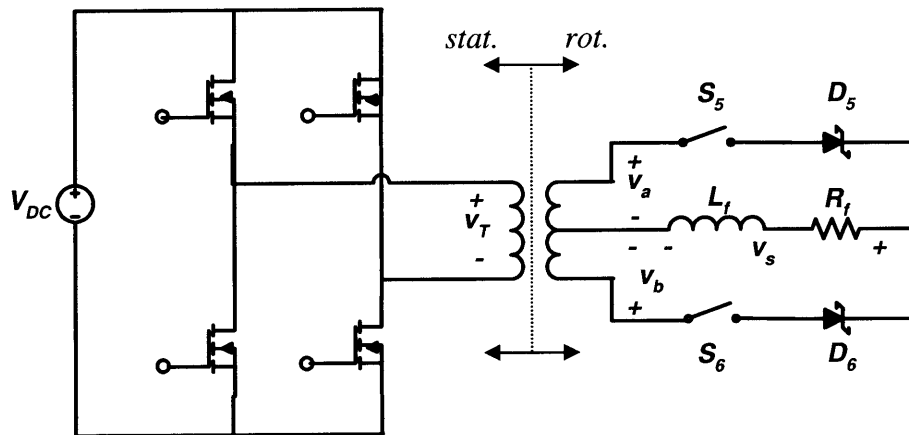 stat. rot.
S5 D5
+
va
VDC
+
-
+
vT
-
-
Lf Rf
- - vs +
vb
+
S6 D6